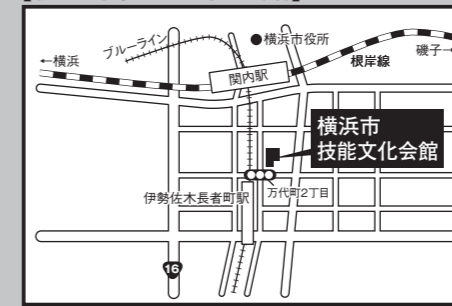 ブルーライン
●横浜市役所
←横浜
関内駅
根岸線
磯子→
横浜市
技能文化会館
伊勢佐木長者町駅
万代町2丁目
16